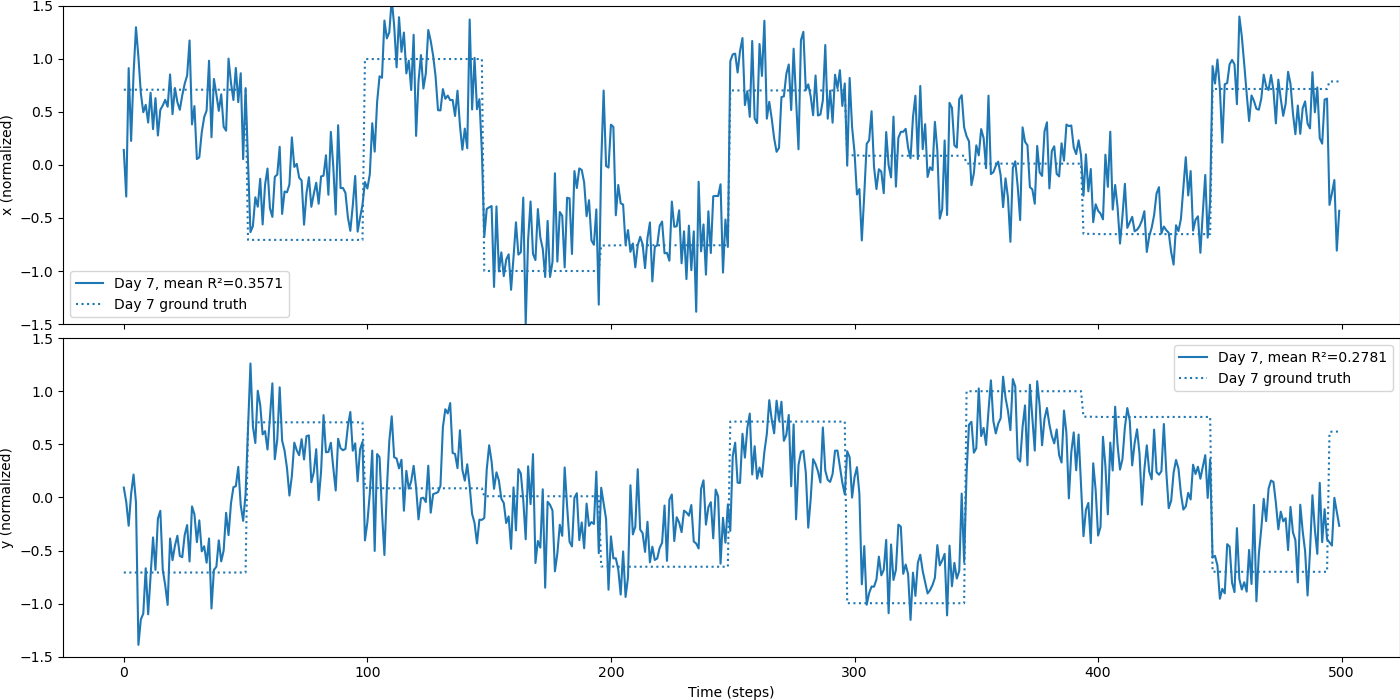 1.5
1.0
0.5
0.0
−0.5
−1.0
−1.5
x (normalized)
Day 7, mean R²=0.3571
Day 7 ground truth
1.5
1.0
0.5
0.0
−0.5
−1.0
−1.5
y (normalized)
Day 7, mean R²=0.2781
Day 7 ground truth
0 100 200 300 400 500
Time (steps)